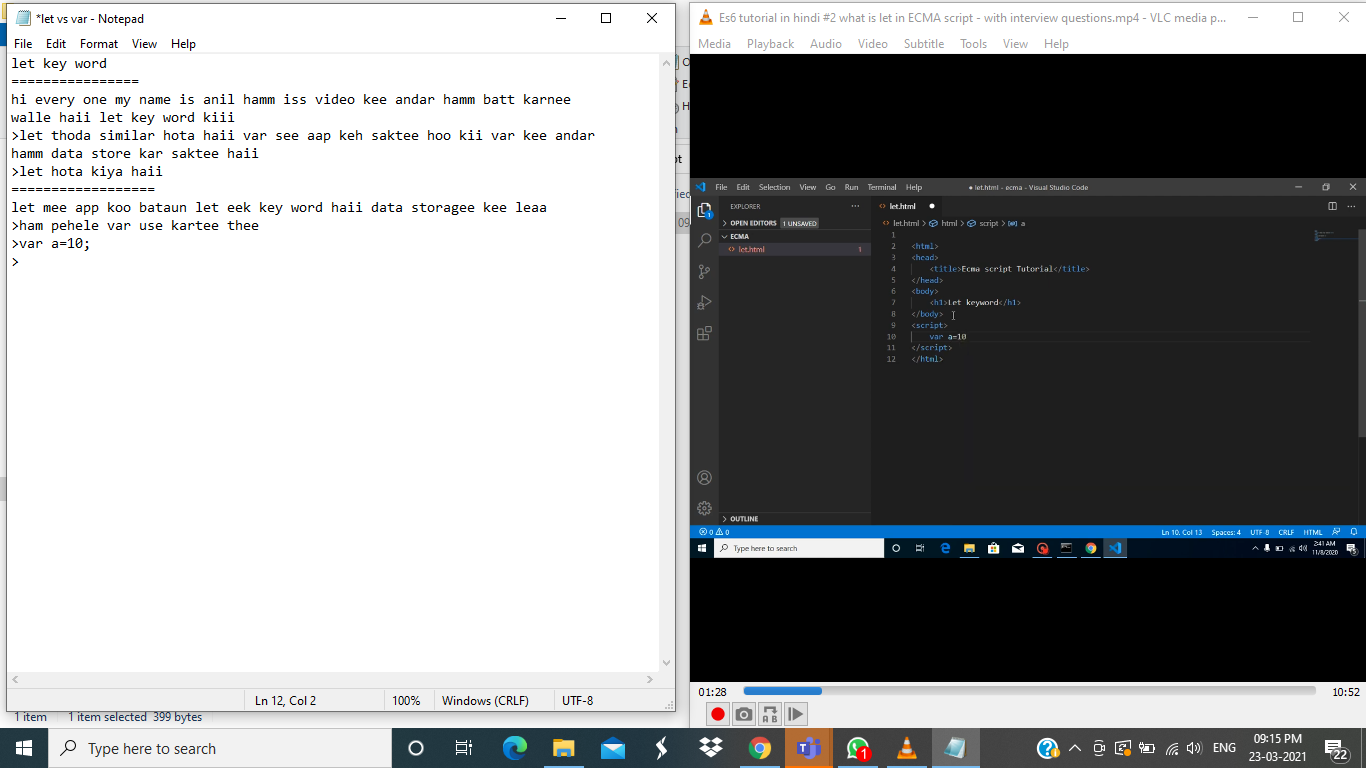 *let vs var - Notepad
File Edit Format View Help
let key word
================
hi every one my name is anil hamm iss video kee andar hamm batt karnee
walle haii let key word kiii
>let thoda similar hota haii var see aap keh saktee hoo kii var kee andar
hamm data store kar saktee haii
>let hota kiya haii
==================
let mee app koo bataun let eek key word haii data storagee kee leaa
>ham pehele var use kartee thee
>var a=10;
>
Ln 12, Col 2 100% Windows (CRLF) UTF-8
1 item 1 item selected 399 bytes
Es6 tutorial in hindi #2 what is let in ECMA script - with interview questions.mp4 - VLC media p...
Media Playback Audio Video Subtitle Tools View Help
File Edit Selection View Go Run Terminal Help
● let.html - ecma - Visual Studio Code
EXPLORER ...
OPEN EDITORS 1 UNSAVED
ECMA
let.html 1
OUTLINE
let.html
let.html > html > script > a
1
2 <html>
3 <head>
4 <title>Ecma script Tutorial</title>
5 </head>
6 <body>
7 <h1>Let keyword</h1>
8 </body>
9 <script>
10 var a=10
11 </script>
12 </html>
0 0 Ln 10, Col 13 Spaces: 4 UTF-8 CRLF HTML
Type here to search
2:41 AM
11/8/2020
01:28 10:52
Type here to search
1
ENG
09:15 PM
23-03-2021
22